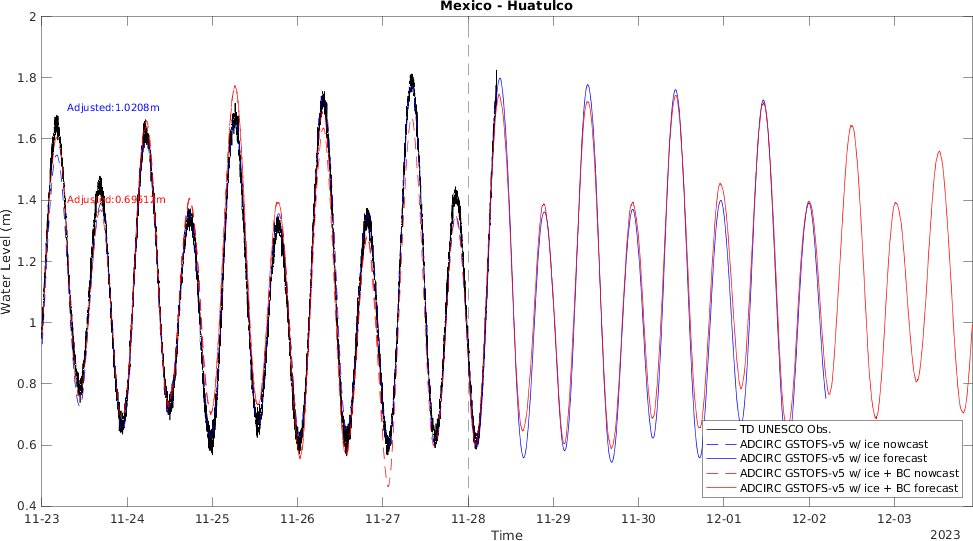 Mexico - Huatulco
2
1.8
1.6
1.4
1.2
1
0.8
0.6
0.4
Water Level (m)
Adjusted:1.0208m
11-23
11-24
11-25
11-26
11-27
11-28
11-29
11-30
12-01
12-02
12-03
Time
2023
TD UNESCO Obs.
ADCIRC GSTOFS-v5 w/ ice nowcast
ADCIRC GSTOFS-v5 w/ ice forecast
ADCIRC GSTOFS-v5 w/ ice + BC nowcast
ADCIRC GSTOFS-v5 w/ ice + BC forecast